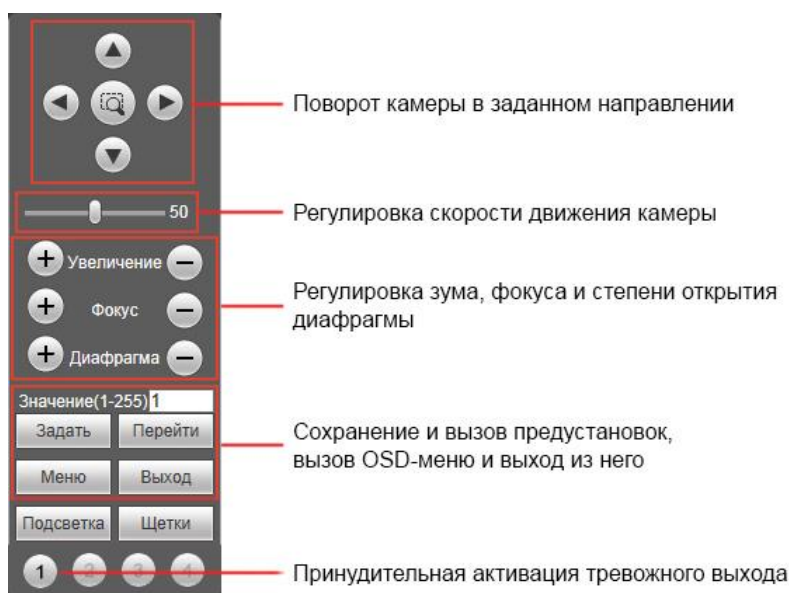 Поворот камеры в заданном направлении
50
Регулировка скорости движения камеры
+ Увеличение −
+ Фокус −
+ Диафрагма −
Регулировка зума, фокуса и степени открытия
диафрагмы
Значение(1-255) 1
Задать Перейти
Меню Выход
Сохранение и вызов предустановок,
вызов OSD-меню и выход из него
Подсветка Щетки
1 2 3 4
Принудительная активация тревожного выхода